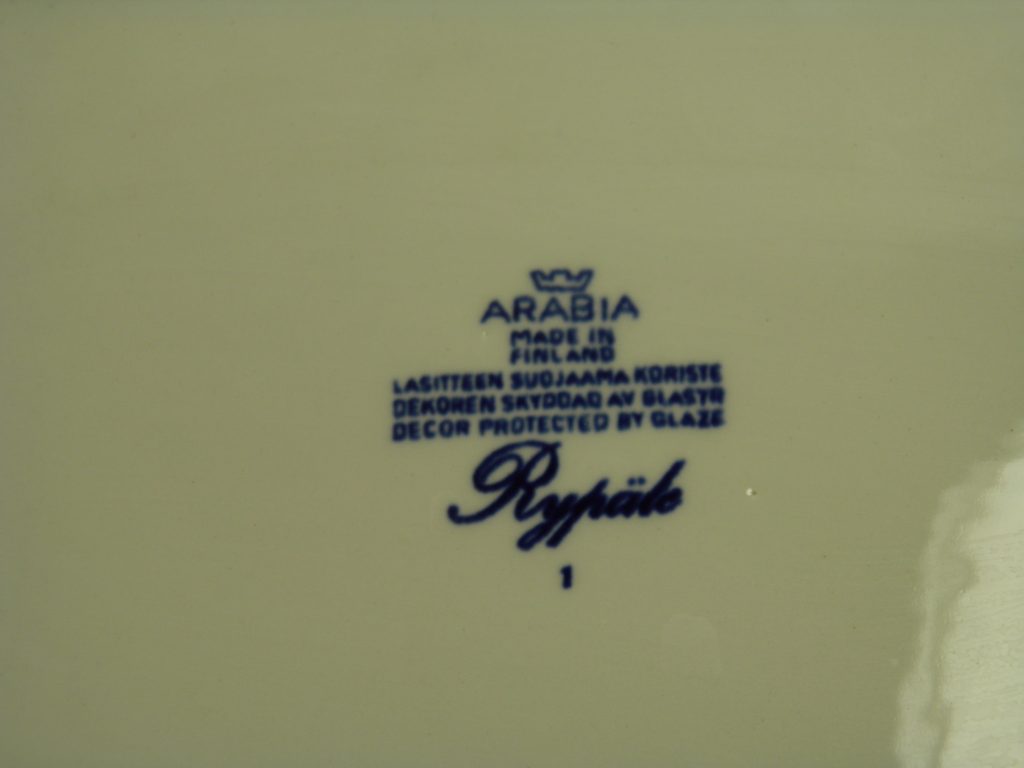 ARABIA
MADE IN
FINLAND
LASITTEEN SUOJAAMA KORISTE
DEKOREN SKYDDAD AV GLASYR
DECOR PROTECTED BY GLAZE
Rypäle
1